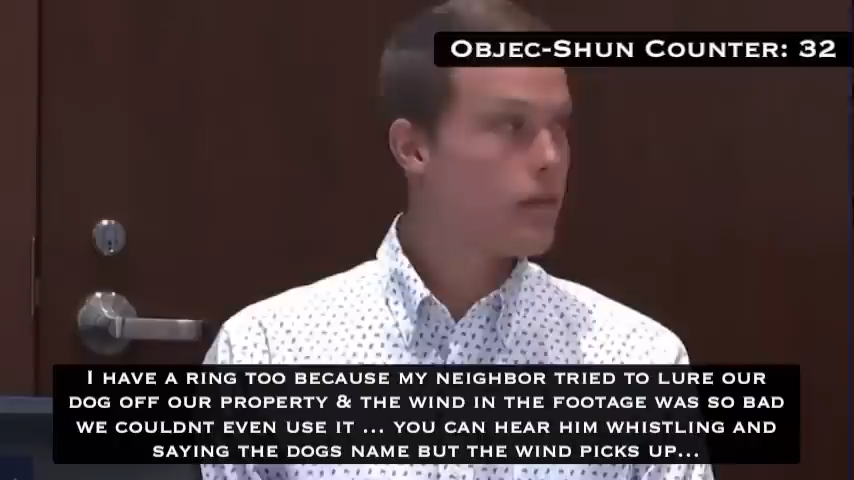 Objec-Shun Counter: 32
I HAVE A RING TOO BECAUSE MY NEIGHBOR TRIED TO LURE OUR
DOG OFF OUR PROPERTY & THE WIND IN THE FOOTAGE WAS SO BAD
WE COULDNT EVEN USE IT ... YOU CAN HEAR HIM WHISTLING AND
SAYING THE DOGS NAME BUT THE WIND PICKS UP...